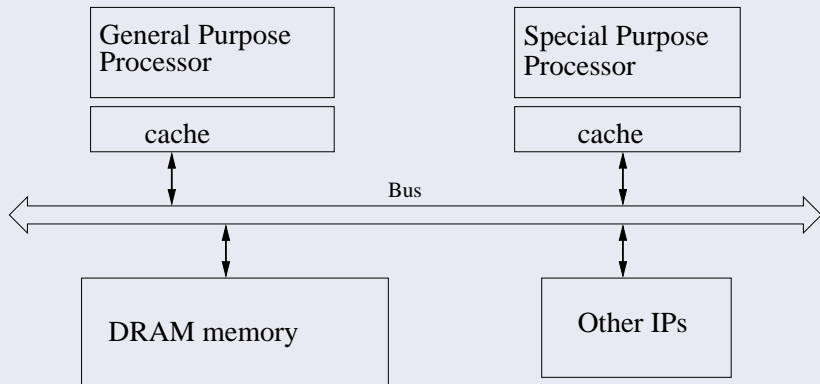 General Purpose
Processor
Special Purpose
Processor
cache
cache
Bus
DRAM memory
Other IPs